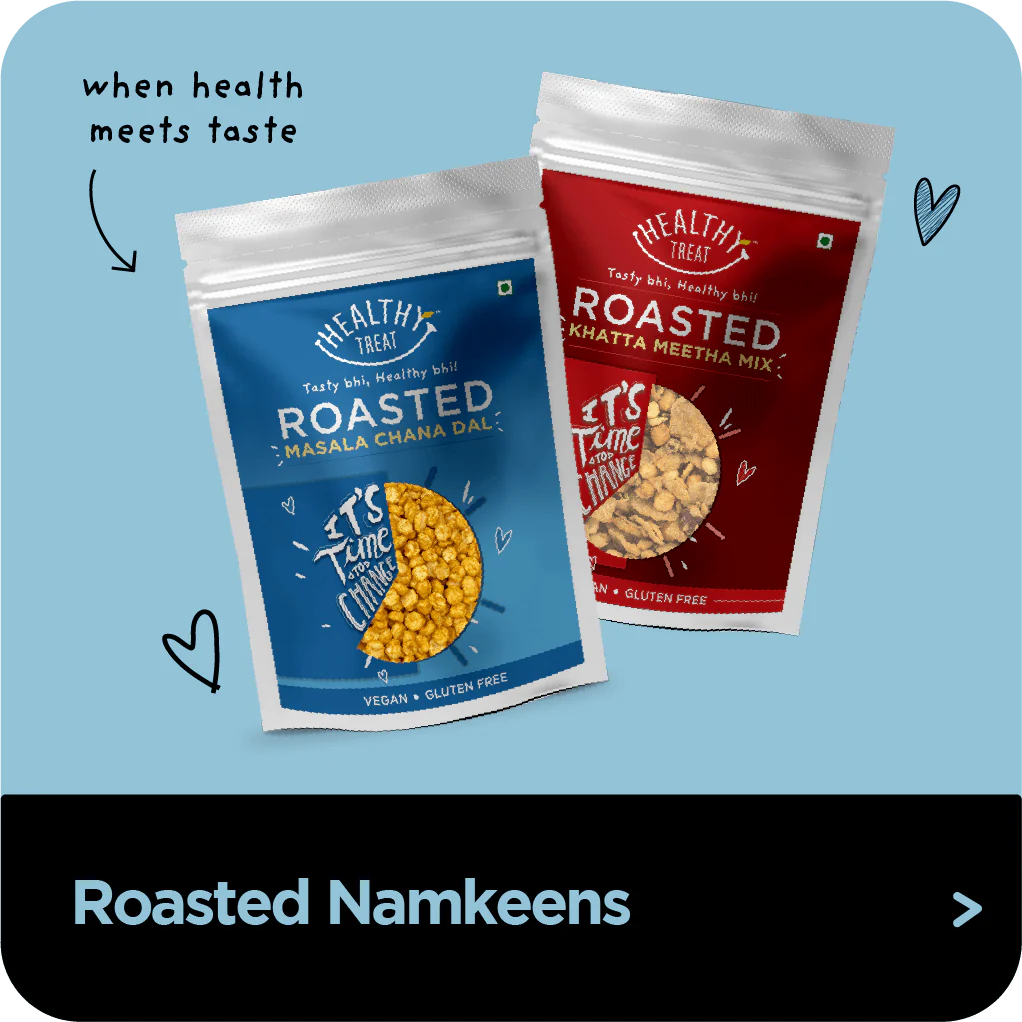 when health
meets taste
HEALTHY
TREAT
Tasty bhi, Healthy bhi!
ROASTED
MASALA CHANA DAL
IT'S
Time
TO
CHANGE
VEGAN • GLUTEN FREE
HEALTHY
TREAT
Tasty bhi, Healthy bhi!
ROASTED
KHATTA MEETHA MIX
IT'S
Time
TO
CHANGE
• GLUTEN FREE
Roasted Namkeens
>